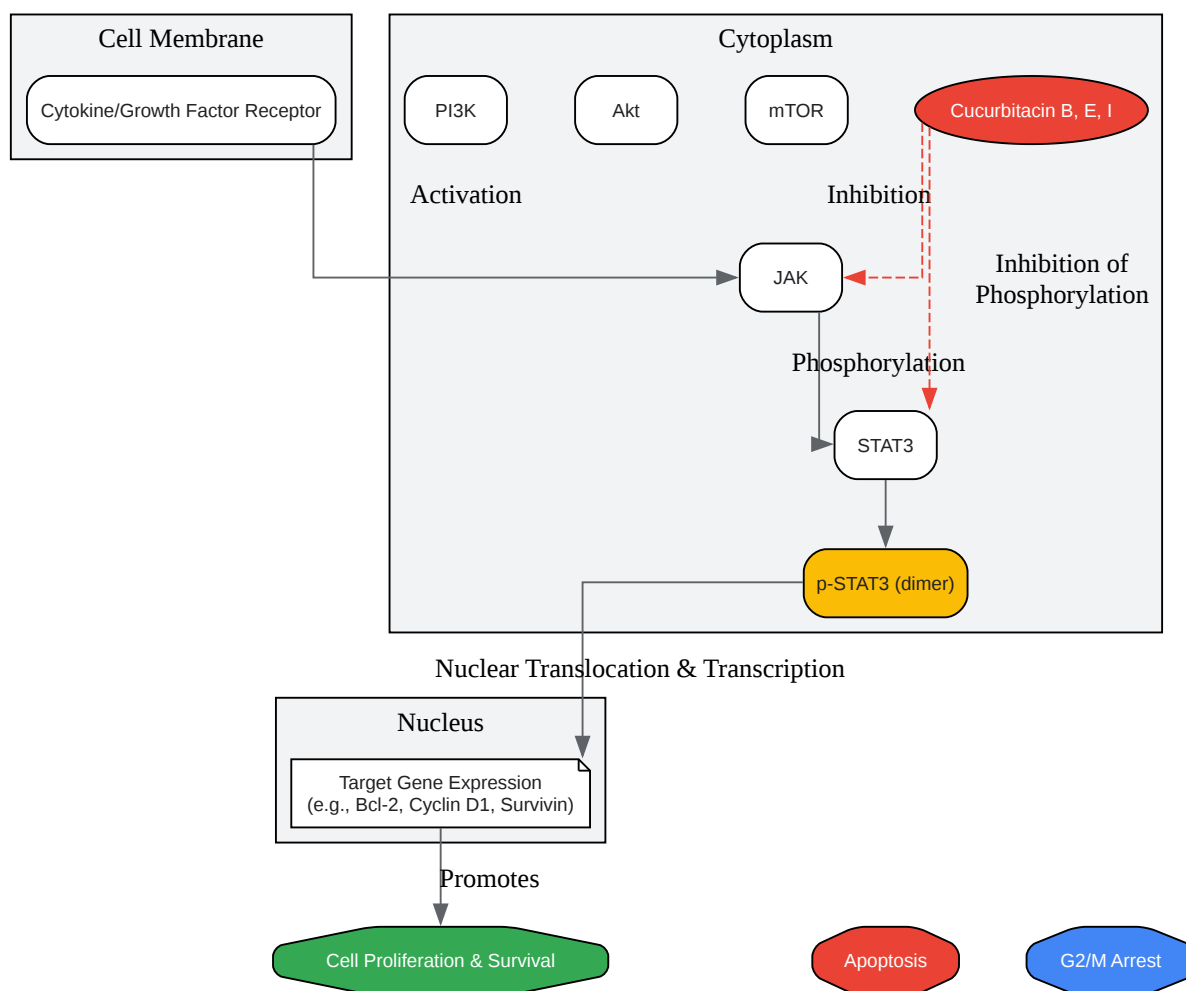 Cell Membrane
Cytoplasm
Cytokine/Growth Factor Receptor
PI3K
Akt
mTOR
Cucurbitacin B, E, I
Activation
Inhibition
Inhibition of
Phosphorylation
JAK
Phosphorylation
STAT3
p-STAT3 (dimer)
Nuclear Translocation & Transcription
Nucleus
Target Gene Expression
(e.g., Bcl-2, Cyclin D1, Survivin)
Promotes
Cell Proliferation & Survival
Apoptosis
G2/M Arrest